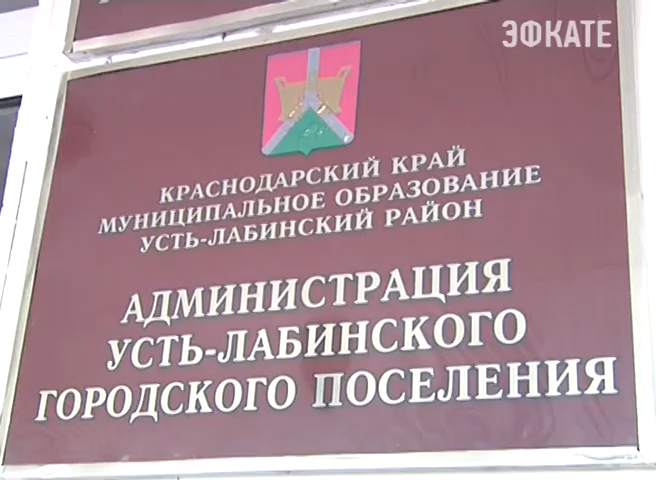 ЭФКАТЕ
КРАСНОДАРСКИЙ КРАЙ
МУНИЦИПАЛЬНОЕ ОБРАЗОВАНИЕ
УСТЬ-ЛАБИНСКИЙ РАЙОН
АДМИНИСТРАЦИЯ
УСТЬ-ЛАБИНСКОГО
ГОРОДСКОГО ПОСЕЛЕНИЯ